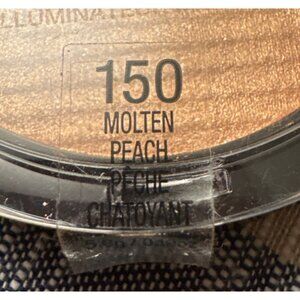 150
MOLTEN
PEACH
PÊCHE
CHATOYANT